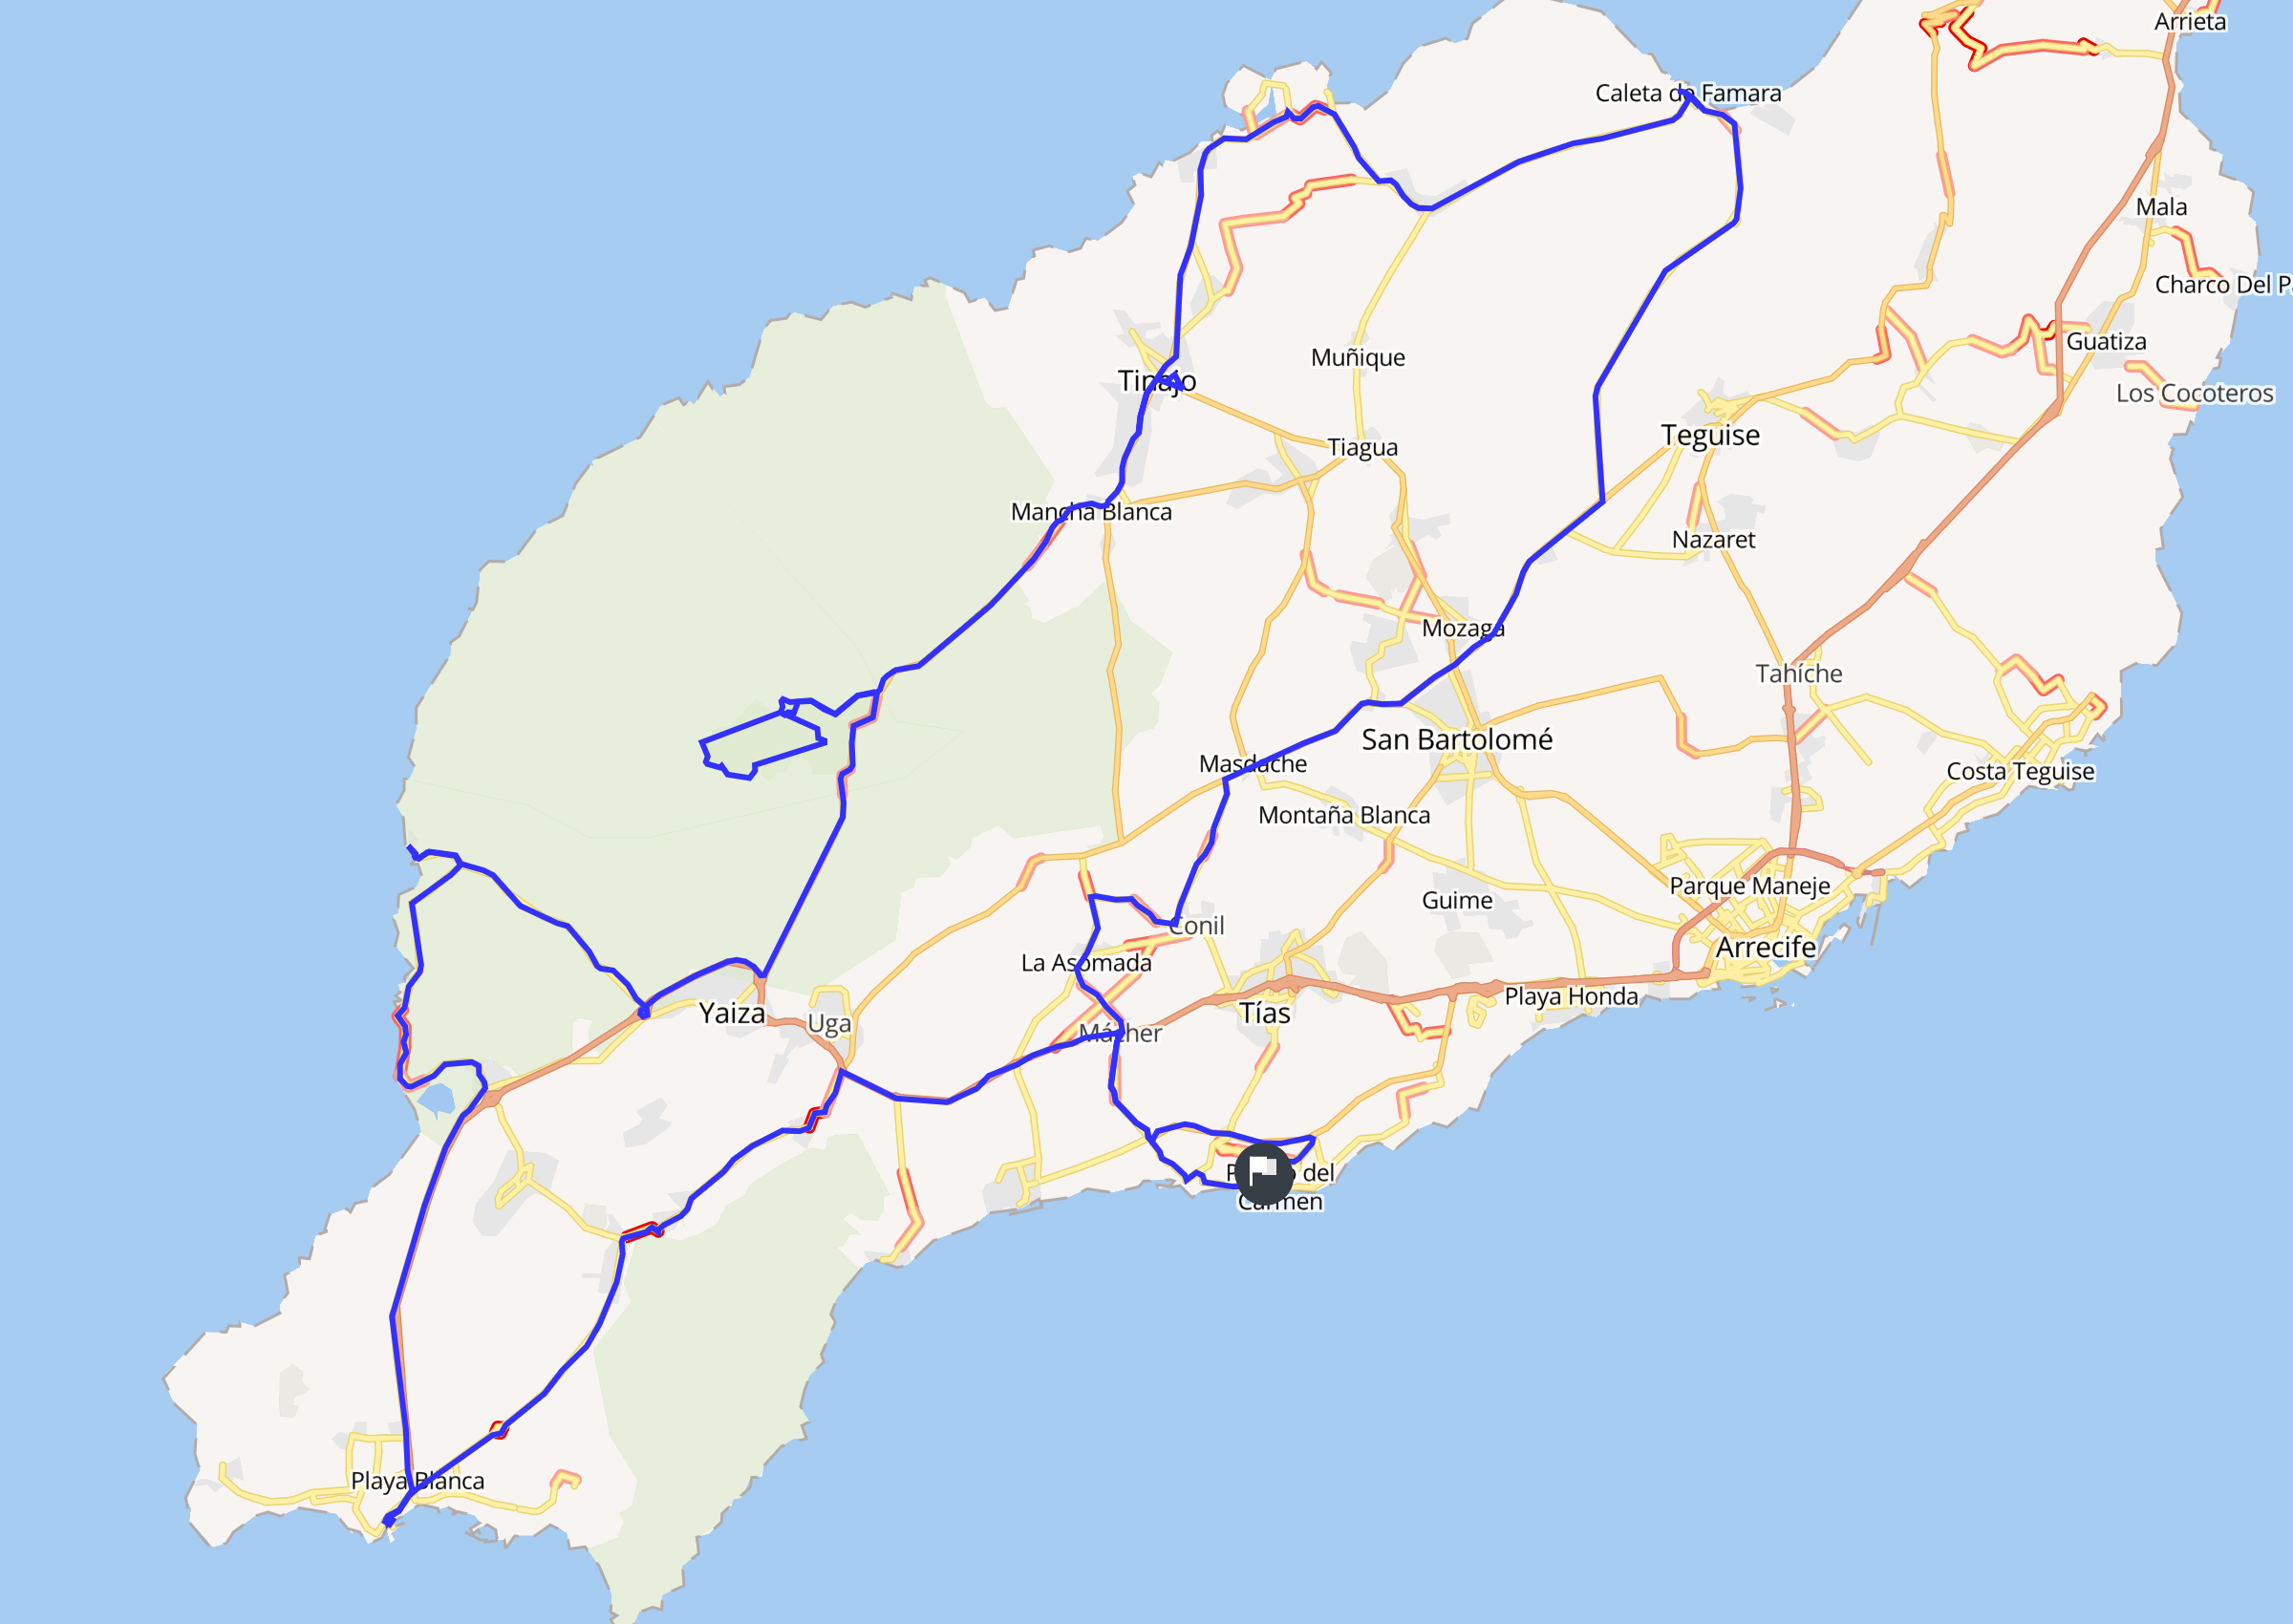 Arrieta
Caleta de Famara
Mala
Charco Del Pa
Muñique
Guatiza
Tinajo
Los Cocoteros
Teguise
Tiagua
Mancha Blanca
Nazaret
Mozaga
Tahíche
San Bartolomé
Masdache
Costa Teguise
Montaña Blanca
Parque Maneje
Guime
Conil
Arrecife
La Asomada
Playa Honda
Yaiza
Uga
Tías
Mácher
del
Carmen
Playa Blanca